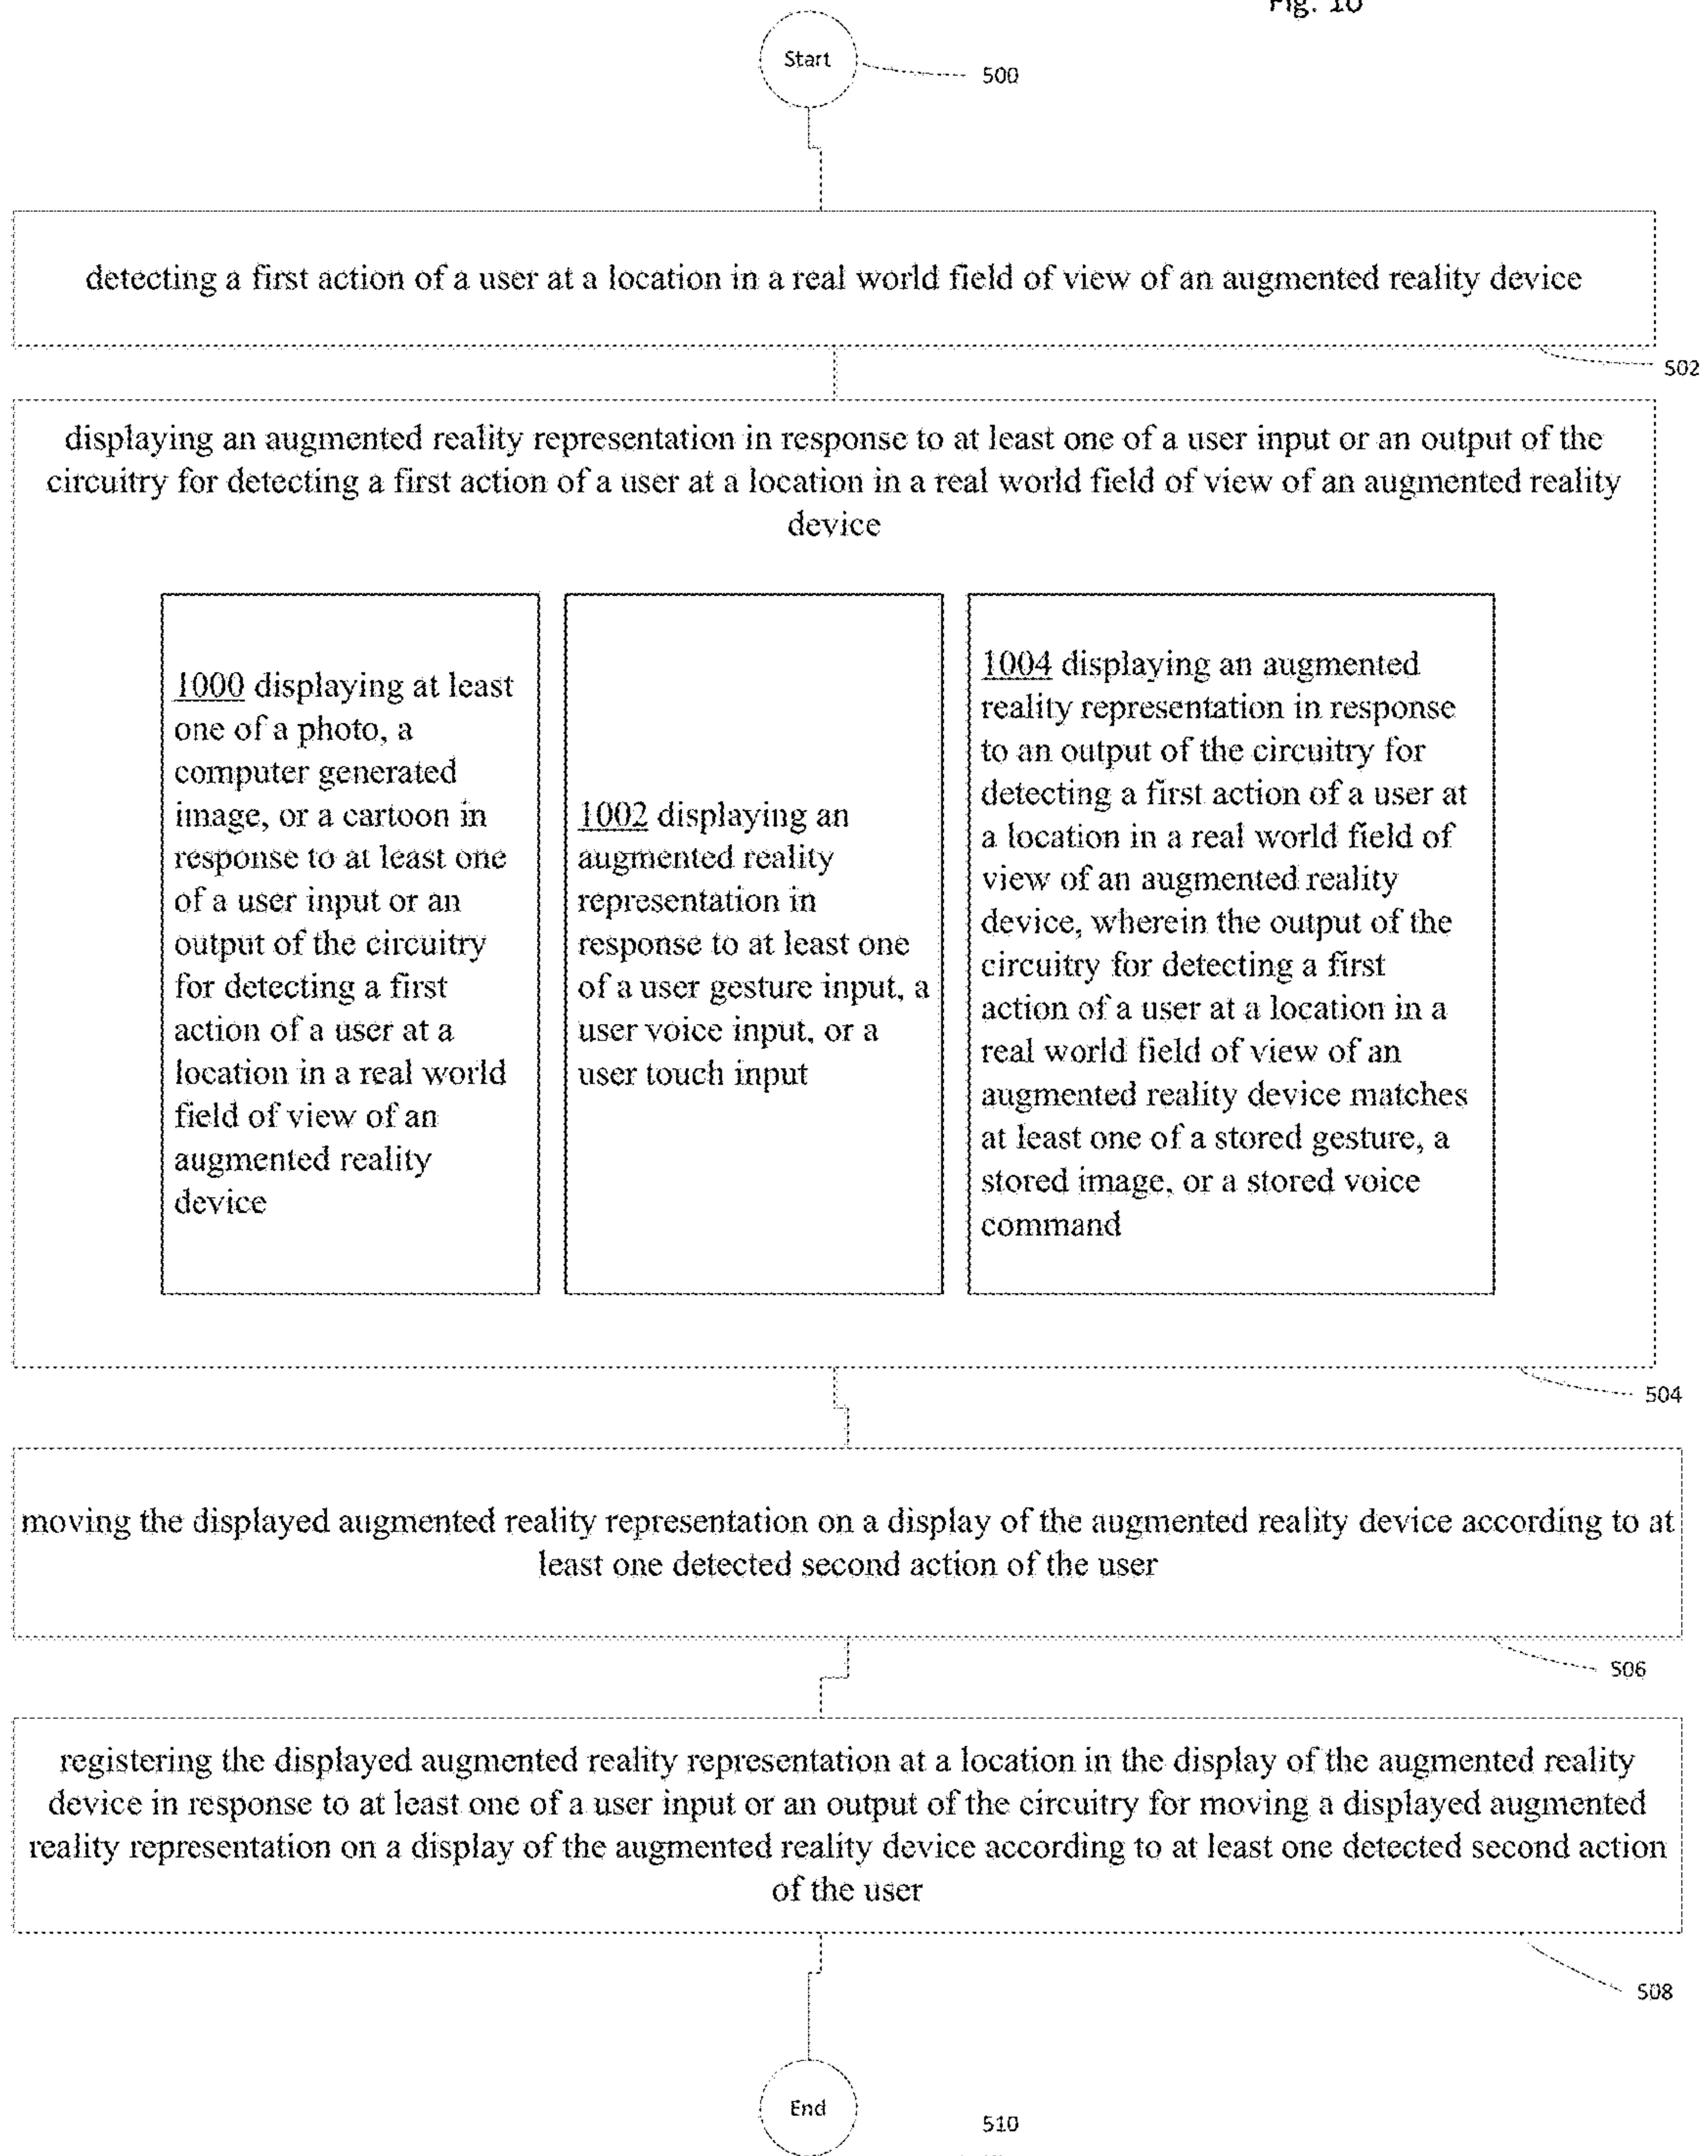 Fig. 10
Start
500
detecting a first action of a user at a location in a real world field of view of an augmented reality device
502
displaying an augmented reality representation in response to at least one of a user input or an output of the
circuitry for detecting a first action of a user at a location in a real world field of view of an augmented reality
device
1000 displaying at least
one of a photo, a
computer generated
image, or a cartoon in
response to at least one
of a user input or an
output of the circuitry
for detecting a first
action of a user at a
location in a real world
field of view of an
augmented reality
device
1002 displaying an
augmented reality
representation in
response to at least one
of a user gesture input, a
user voice input, or a
user touch input
1004 displaying an augmented
reality representation in response
to an output of the circuitry for
detecting a first action of a user at
a location in a real world field of
view of an augmented reality
device, wherein the output of the
circuitry for detecting a first
action of a user at a location in a
real world field of view of an
augmented reality device matches
at least one of a stored gesture, a
stored image, or a stored voice
command
504
moving the displayed augmented reality representation on a display of the augmented reality device according to at
least one detected second action of the user
506
registering the displayed augmented reality representation at a location in the display of the augmented reality
device in response to at least one of a user input or an output of the circuitry for moving a displayed augmented
reality representation on a display of the augmented reality device according to at least one detected second action
of the user
508
End
510